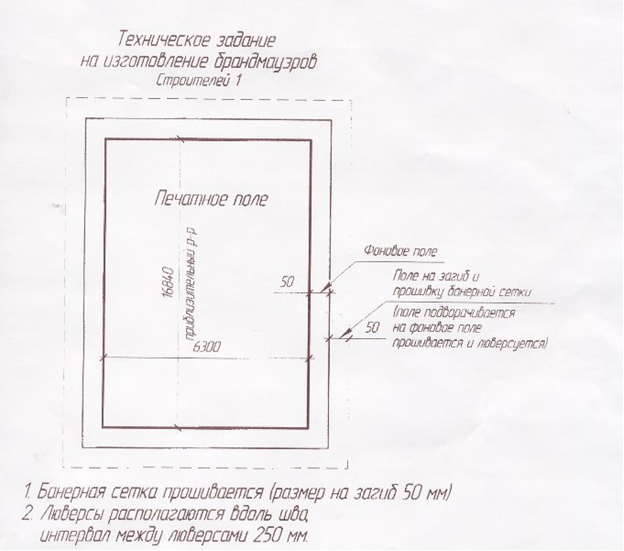 Техническое задание
на изготовление брандмауэров
Строителей 1
Печатное поле
16840
приблизительный р-р
50
6300
Фоновое поле
Поле на загиб и
прошивку банерной сетки
(поле подворачивается
на фоновое поле
прошивается и люверсуется)
50
1. Банерная сетка прошивается (размер на загиб 50 мм)
2. Люверсы располагаются вдоль шва,
интервал между люверсами 250 мм.